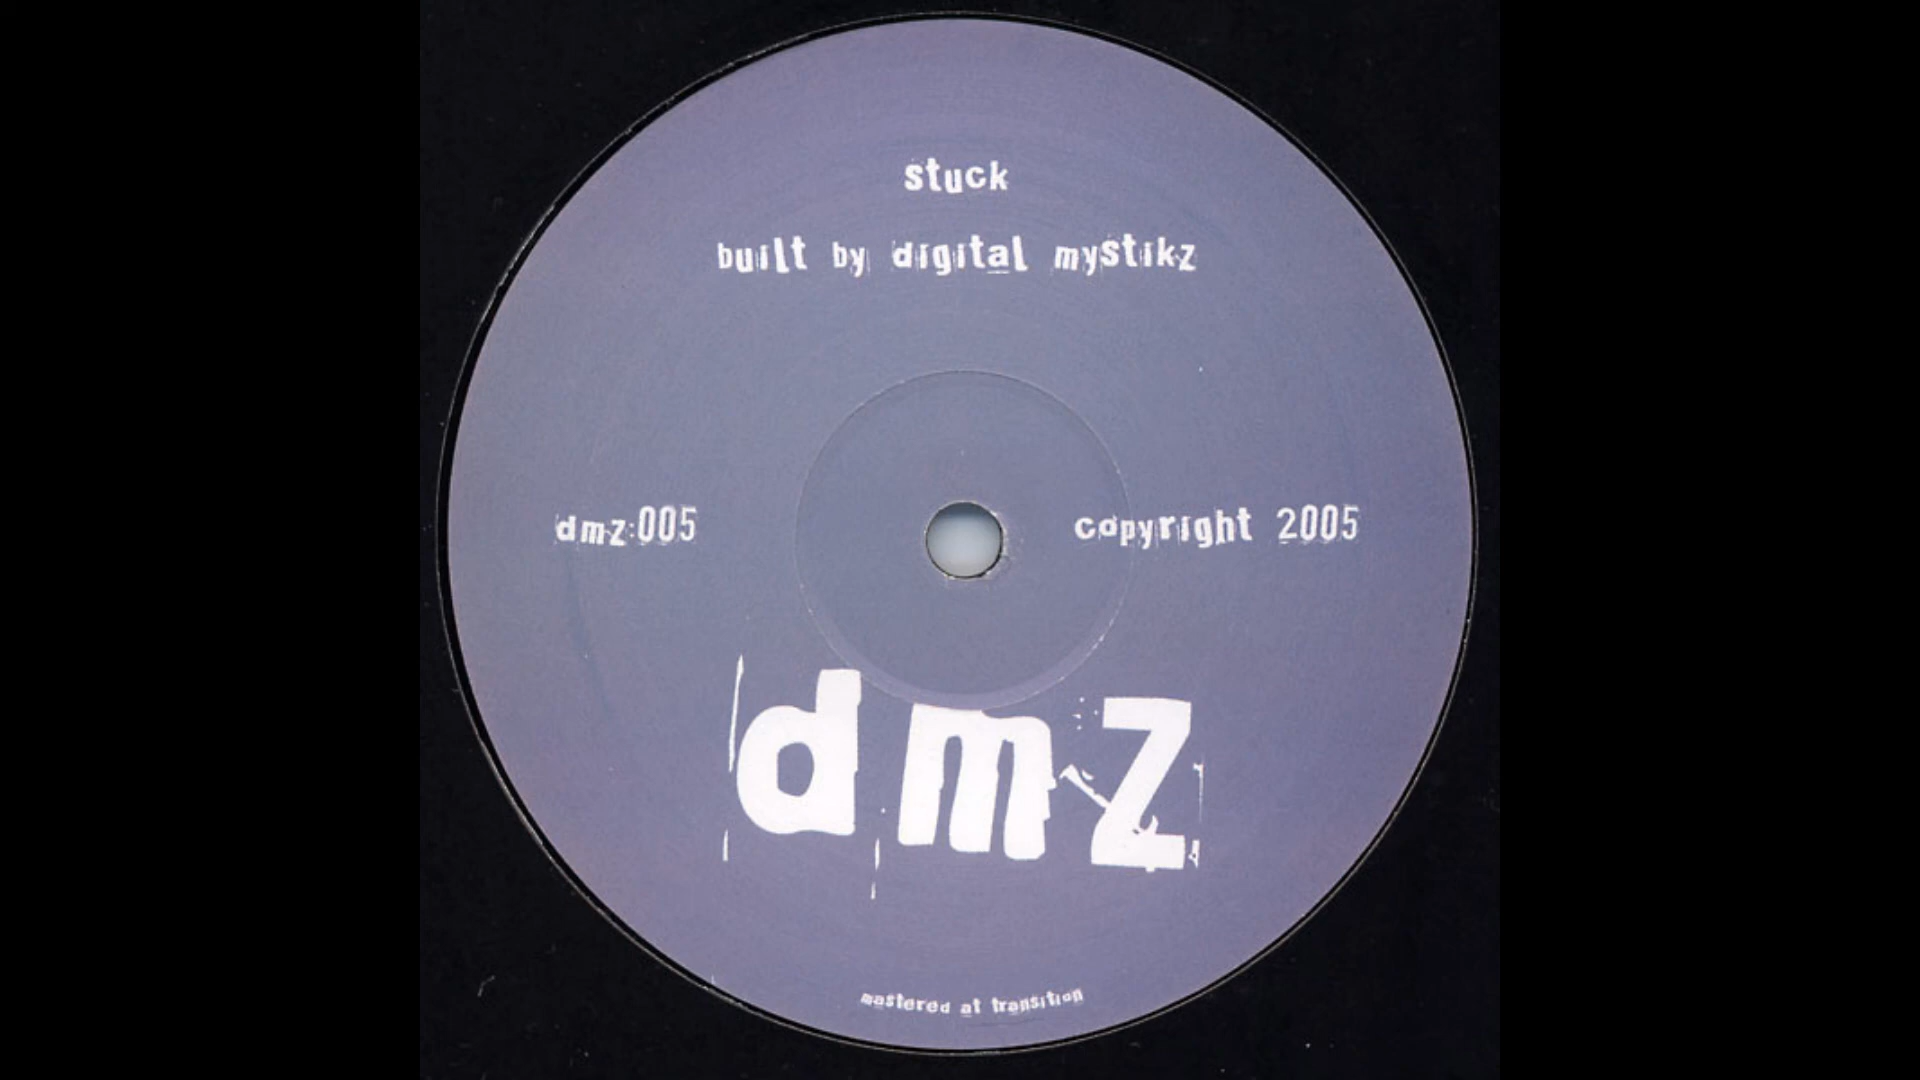 stuck
built by digital mystikz
dmz:005
copyright 2005
dmz
mastered at transition